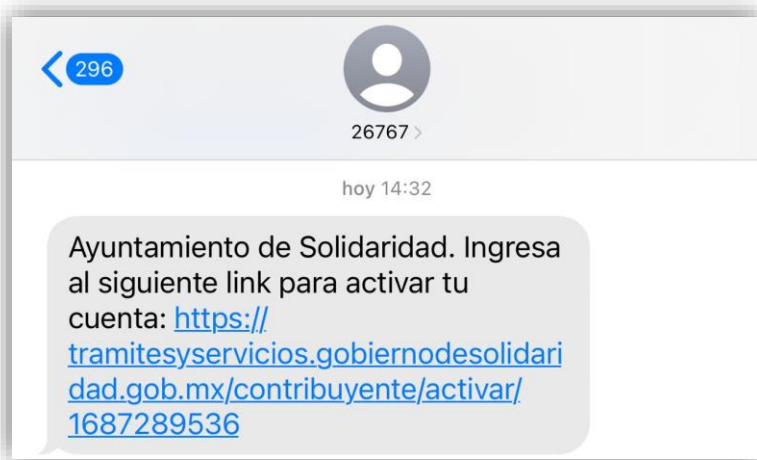 296
26767 >
hoy 14:32
Ayuntamiento de Solidaridad. Ingresa
al siguiente link para activar tu
cuenta: https://
tramitesyservicios.gobiernodesolidari
dad.gob.mx/contribuyente/activar/
1687289536